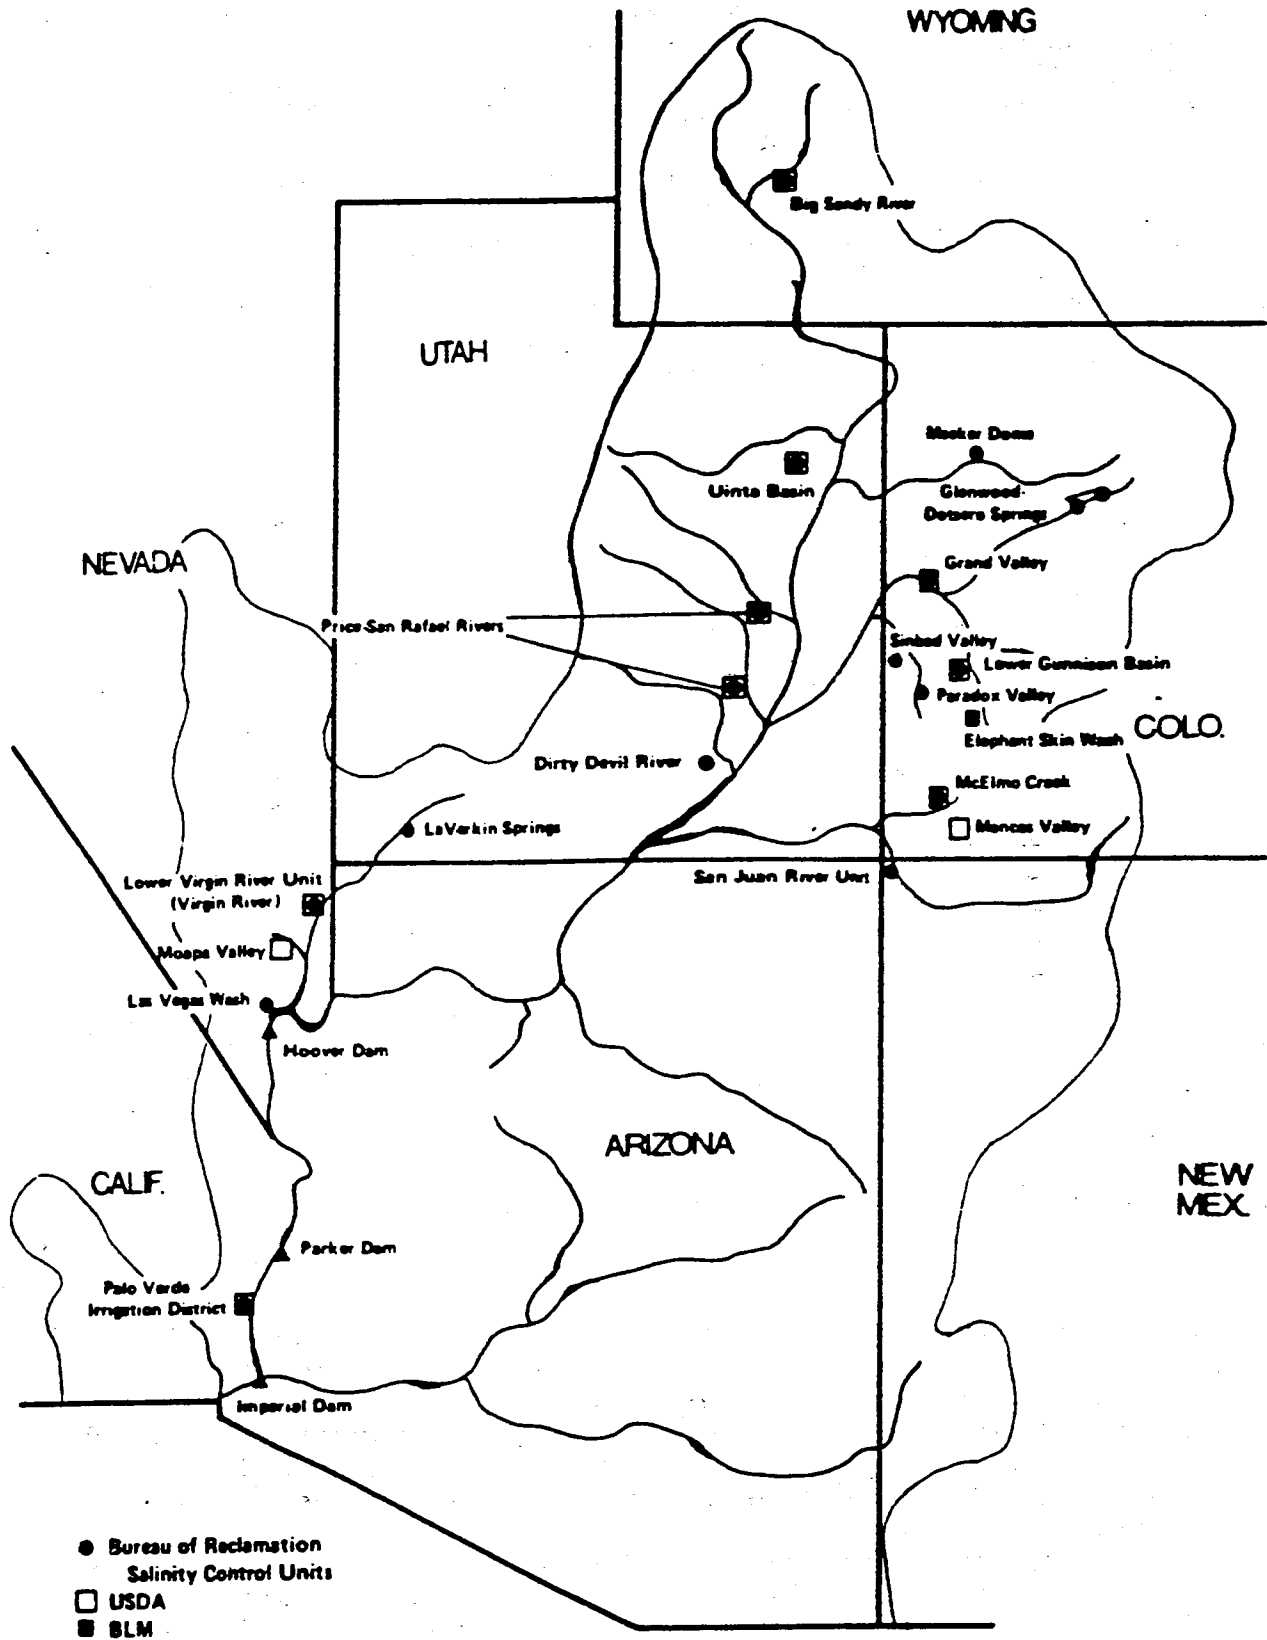 WYOMING
Big Sandy River
UTAH
Meeker Dome
Uinta Basin
Glenwood-
Dotsero Springs
NEVADA
Grand Valley
Price-San Rafael Rivers
Sinbad Valley
Lower Gunnison Basin
Paradox Valley
COLO.
Elephant Skin Wash
Dirty Devil River
McElmo Creek
LaVerkin Springs
Mancos Valley
San Juan River Unit
Lower Virgin River Unit
(Virgin River)
Moapa Valley
Las Vegas Wash
Hoover Dam
ARIZONA
CALIF.
NEW
MEX.
Parker Dam
Palo Verde
Irrigation District
Imperial Dam
Bureau of Reclamation
Salinity Control Units
USDA
BLM